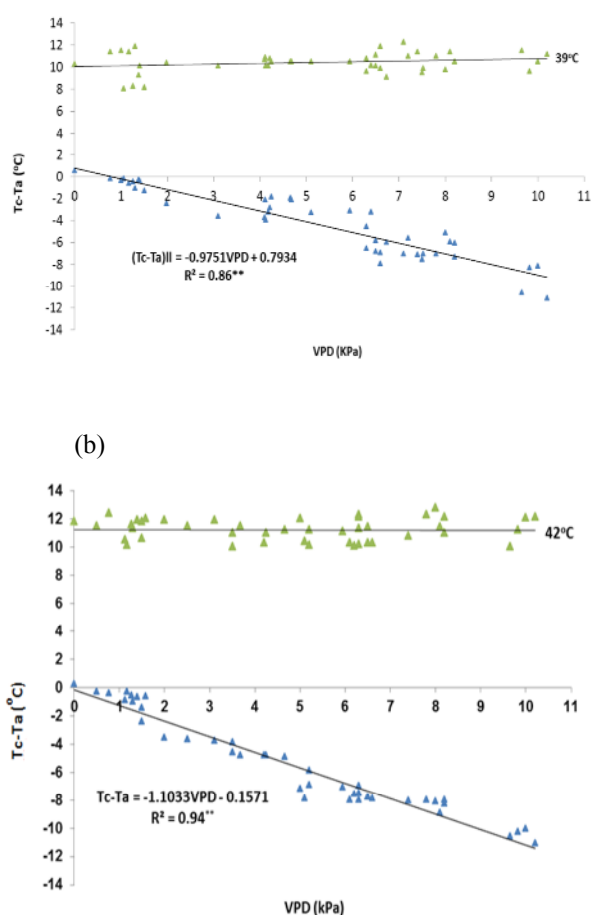 14
12
10
8
6
4
2
0
-2
-4
-6
-8
-10
-12
-14
39°C
0 1 2 3 4 5 6 7 8 9 10 11
Tc-Ta (°C)
(Tc-Ta)ll = -0.9751VPD + 0.7934
R² = 0.86**
VPD (KPa)
(b)
14
12
10
8
6
4
2
0
-2
-4
-6
-8
-10
-12
-14
42°C
0 1 2 3 4 5 6 7 8 9 10 11
Tc-Ta (°C)
Tc-Ta = -1.1033VPD - 0.1571
R² = 0.94**
VPD (kPa)